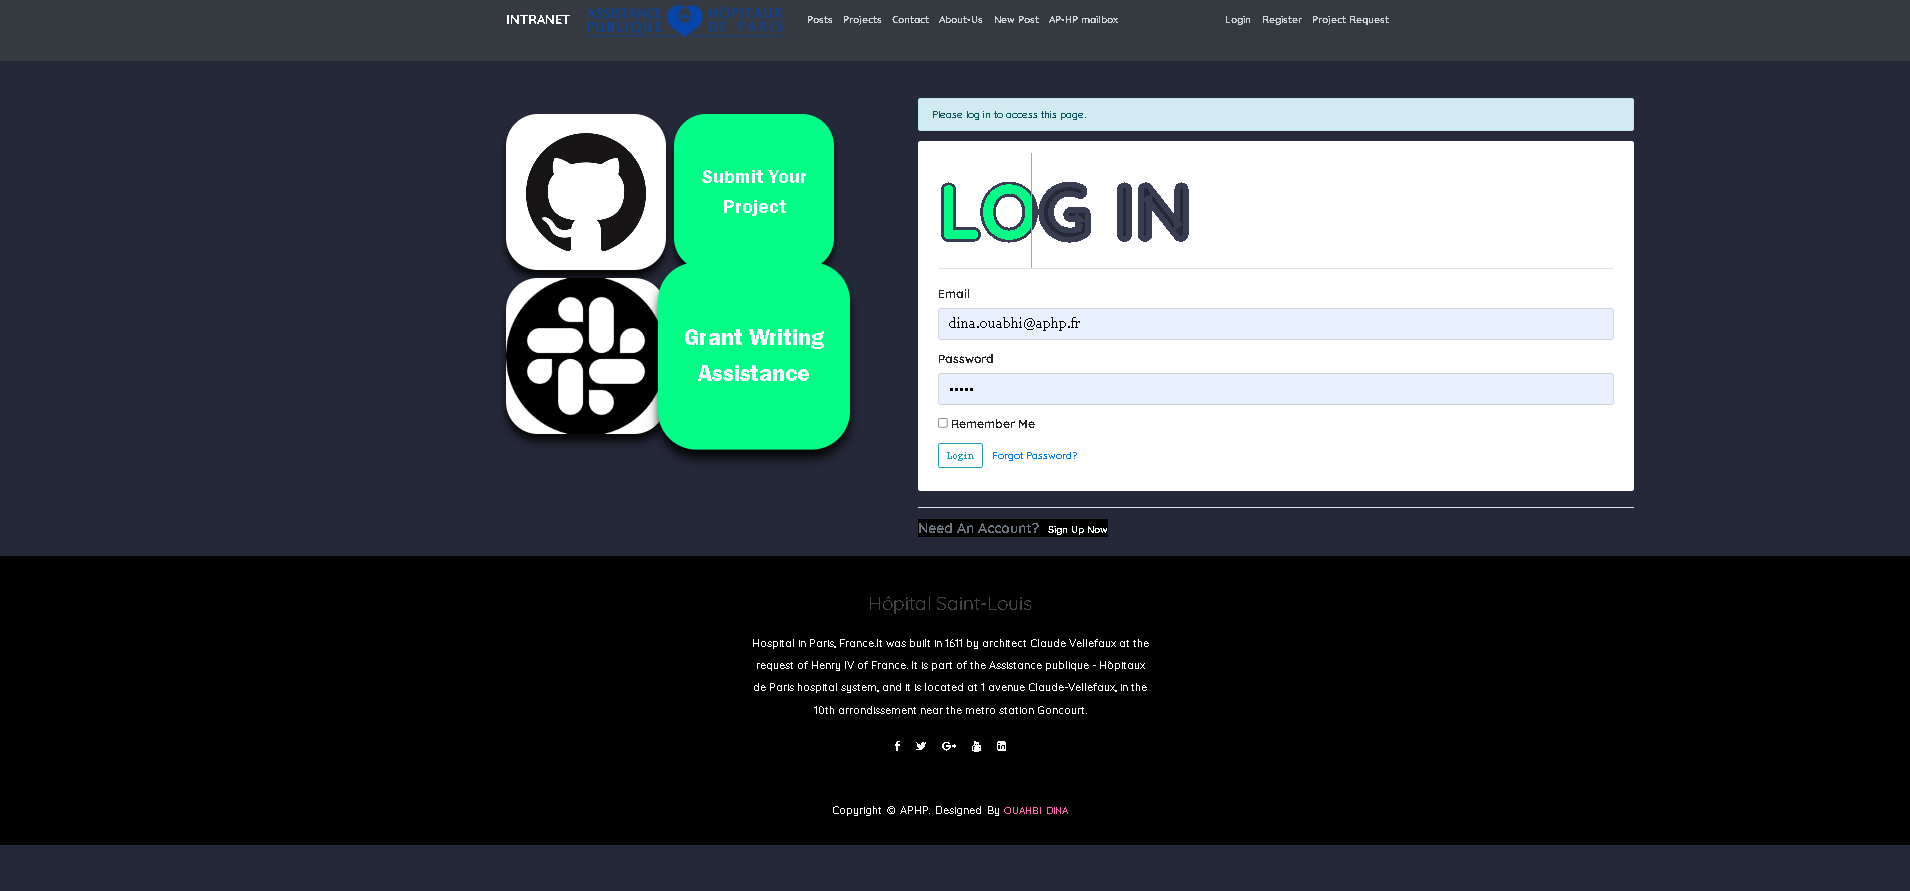 INTRANET
ASSISTANCE HÔPITAUX
PUBLIQUE DE PARIS
Posts Projects Contact About-Us New Post AP-HP mailbox Login Register Project Request
Submit Your
Project
Grant Writing
Assistance
Please log in to access this page.
LOG IN
Email
dina.ouabhi@aphp.fr
Password
•••••
Remember Me
Login Forgot Password?
Need An Account? Sign Up Now
Hôpital Saint-Louis
Hospital in Paris, France.It was built in 1611 by architect Claude Vellefaux at the
request of Henry IV of France. It is part of the Assistance publique - Hôpitaux
de Paris hospital system, and it is located at 1 avenue Claude-Vellefaux, in the
10th arrondissement near the metro station Goncourt.
Copyright © APHP. Designed By OUAHBI DINA